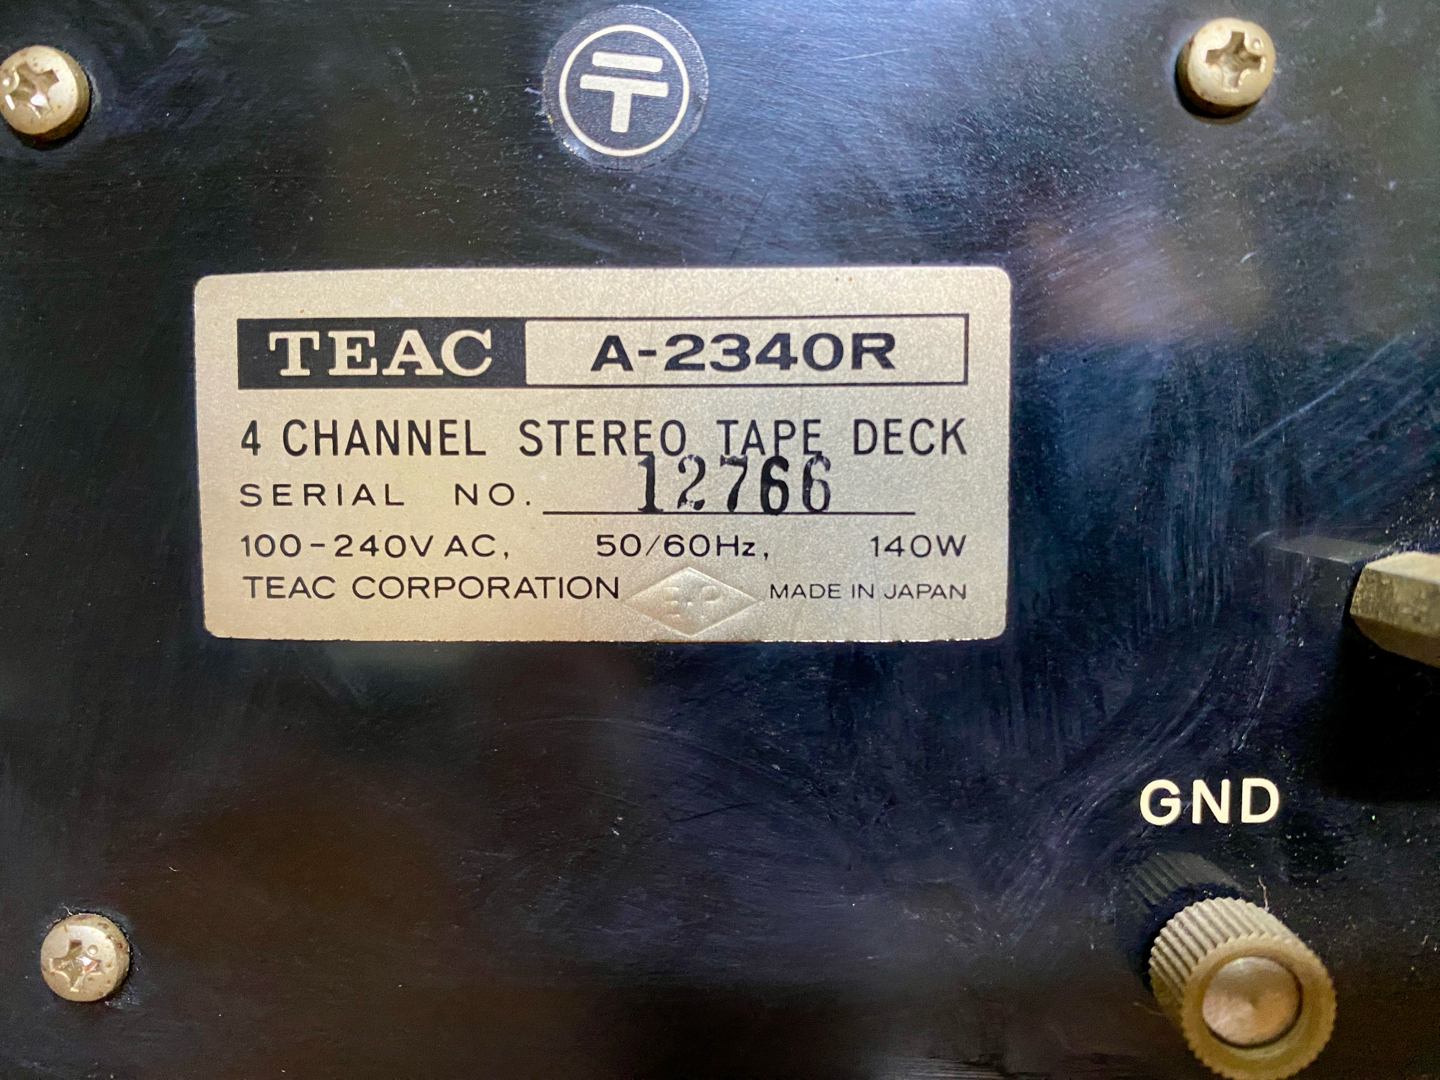 〒
TEAC A-2340R
4 CHANNEL STEREO TAPE DECK
SERIAL NO. 12766
100-240V AC, 50/60Hz, 140W
TEAC CORPORATION MADE IN JAPAN
GND